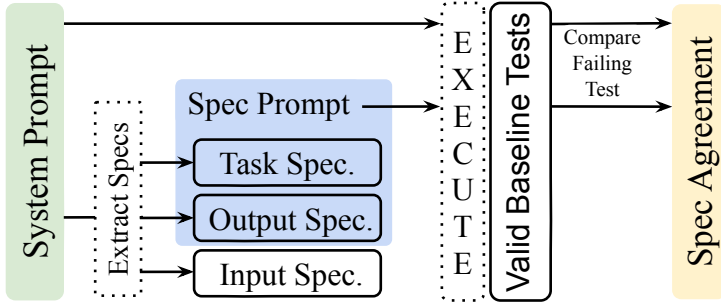 System Prompt
Extract Specs
Spec Prompt
Task Spec.
Output Spec.
Input Spec.
EXECUTE
Valid Baseline Tests
Compare
Failing
Test
Spec Agreement